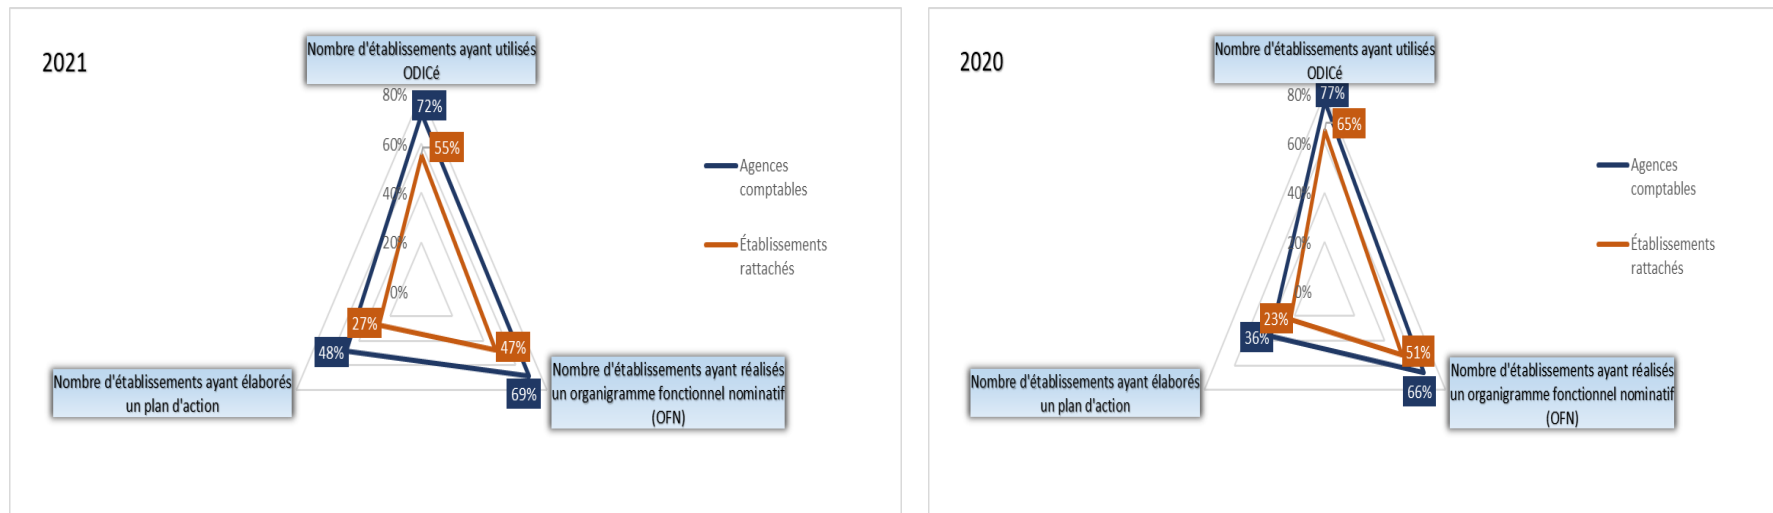 2021
Nombre d'établissements ayant utilisés
ODICé
80%
72%
60%
55%
40%
20%
0%
27%
48%
47%
69%
Agences
comptables
Établissements
rattachés
Nombre d'établissements ayant élaborés
un plan d'action
Nombre d'établissements ayant réalisés
un organigramme fonctionnel nominatif
(OFN)
2020
Nombre d'établissements ayant utilisés
ODICé
80%
77%
65%
60%
40%
20%
0%
23%
36%
51%
66%
Agences
comptables
Établissements
rattachés
Nombre d'établissements ayant élaborés
un plan d'action
Nombre d'établissements ayant réalisés
un organigramme fonctionnel nominatif
(OFN)